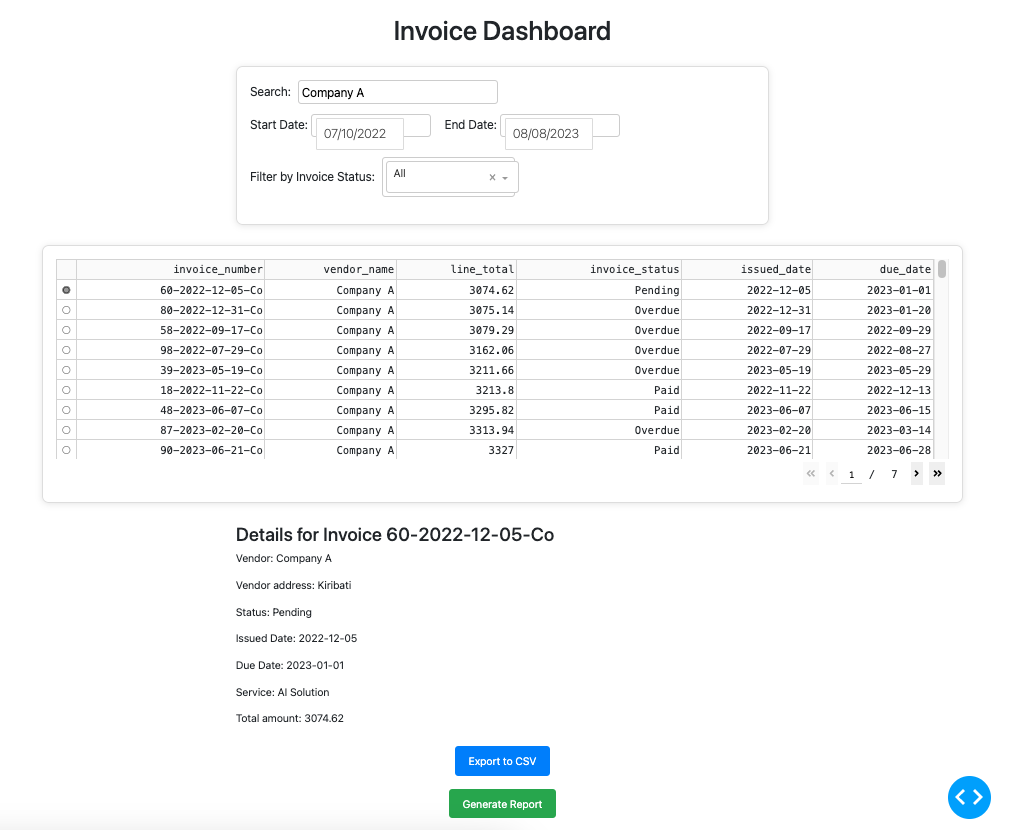 Invoice Dashboard
Search: Company A
Start Date: 07/10/2022 End Date: 08/08/2023
Filter by Invoice Status: All × 
invoice_number vendor_name line_total invoice_status issued_date due_date
60-2022-12-05-Co Company A 3074.62 Pending 2022-12-05 2023-01-01
80-2022-12-31-Co Company A 3075.14 Overdue 2022-12-31 2023-01-20
58-2022-09-17-Co Company A 3079.29 Overdue 2022-09-17 2022-09-29
98-2022-07-29-Co Company A 3162.06 Overdue 2022-07-29 2022-08-27
39-2023-05-19-Co Company A 3211.66 Overdue 2023-05-19 2023-05-29
18-2022-11-22-Co Company A 3213.8 Paid 2022-11-22 2022-12-13
48-2023-06-07-Co Company A 3295.82 Paid 2023-06-07 2023-06-15
87-2023-02-20-Co Company A 3313.94 Overdue 2023-02-20 2023-03-14
90-2023-06-21-Co Company A 3327 Paid 2023-06-21 2023-06-28
« ‹ 1 / 7 › »
Details for Invoice 60-2022-12-05-Co
Vendor: Company A
Vendor address: Kiribati
Status: Pending
Issued Date: 2022-12-05
Due Date: 2023-01-01
Service: AI Solution
Total amount: 3074.62
Export to CSV
Generate Report